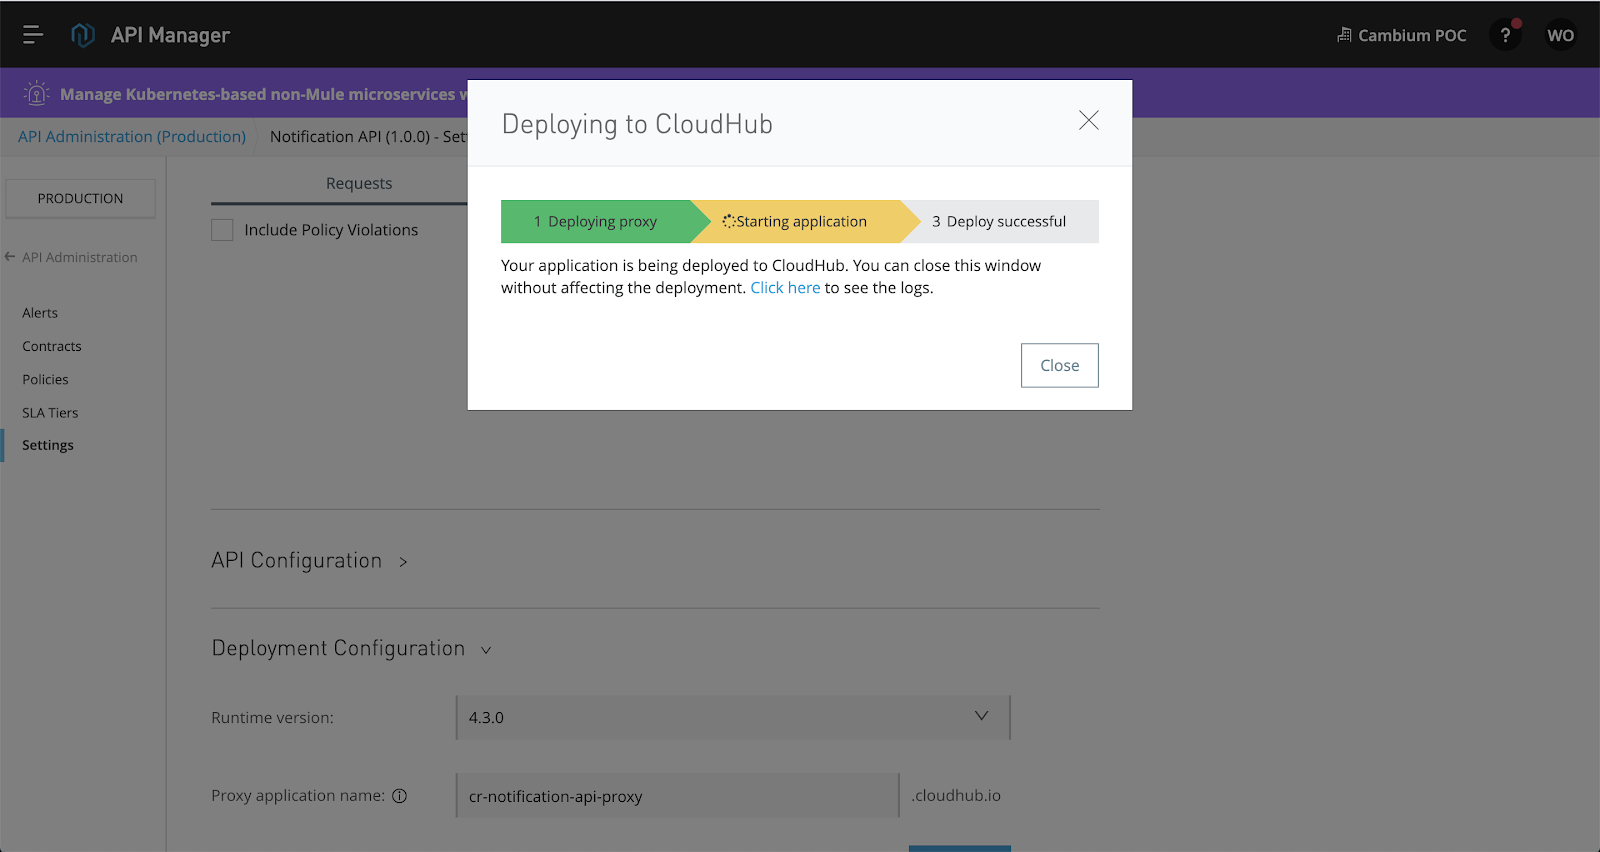 API Manager
Cambium POC
?
WO
Manage Kubernetes-based non-Mule microservices
API Administration (Production)
Notification API (1.0.0) - Set
Deploying to CloudHub
1 Deploying proxy
Starting application
3 Deploy successful
Your application is being deployed to CloudHub. You can close this window
without affecting the deployment. Click here to see the logs.
Close
PRODUCTION
API Administration
Alerts
Contracts
Policies
SLA Tiers
Settings
Requests
Include Policy Violations
API Configuration >
Deployment Configuration
Runtime version:
4.3.0
Proxy application name:
cr-notification-api-proxy
.cloudhub.io